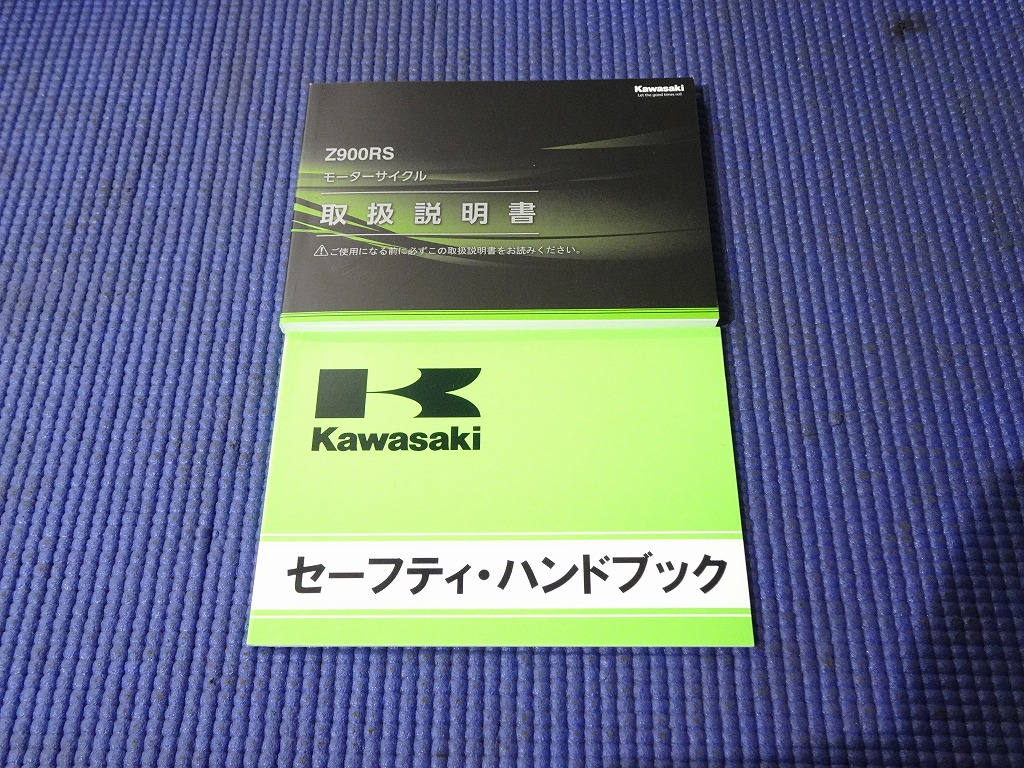 Kawasaki
Let the good times roll
Z900RS
モーターサイクル
取扱説明書
ご使用になる前に必ずこの取扱説明書をお読みください。
Kawasaki
セーフティ・ハンドブック